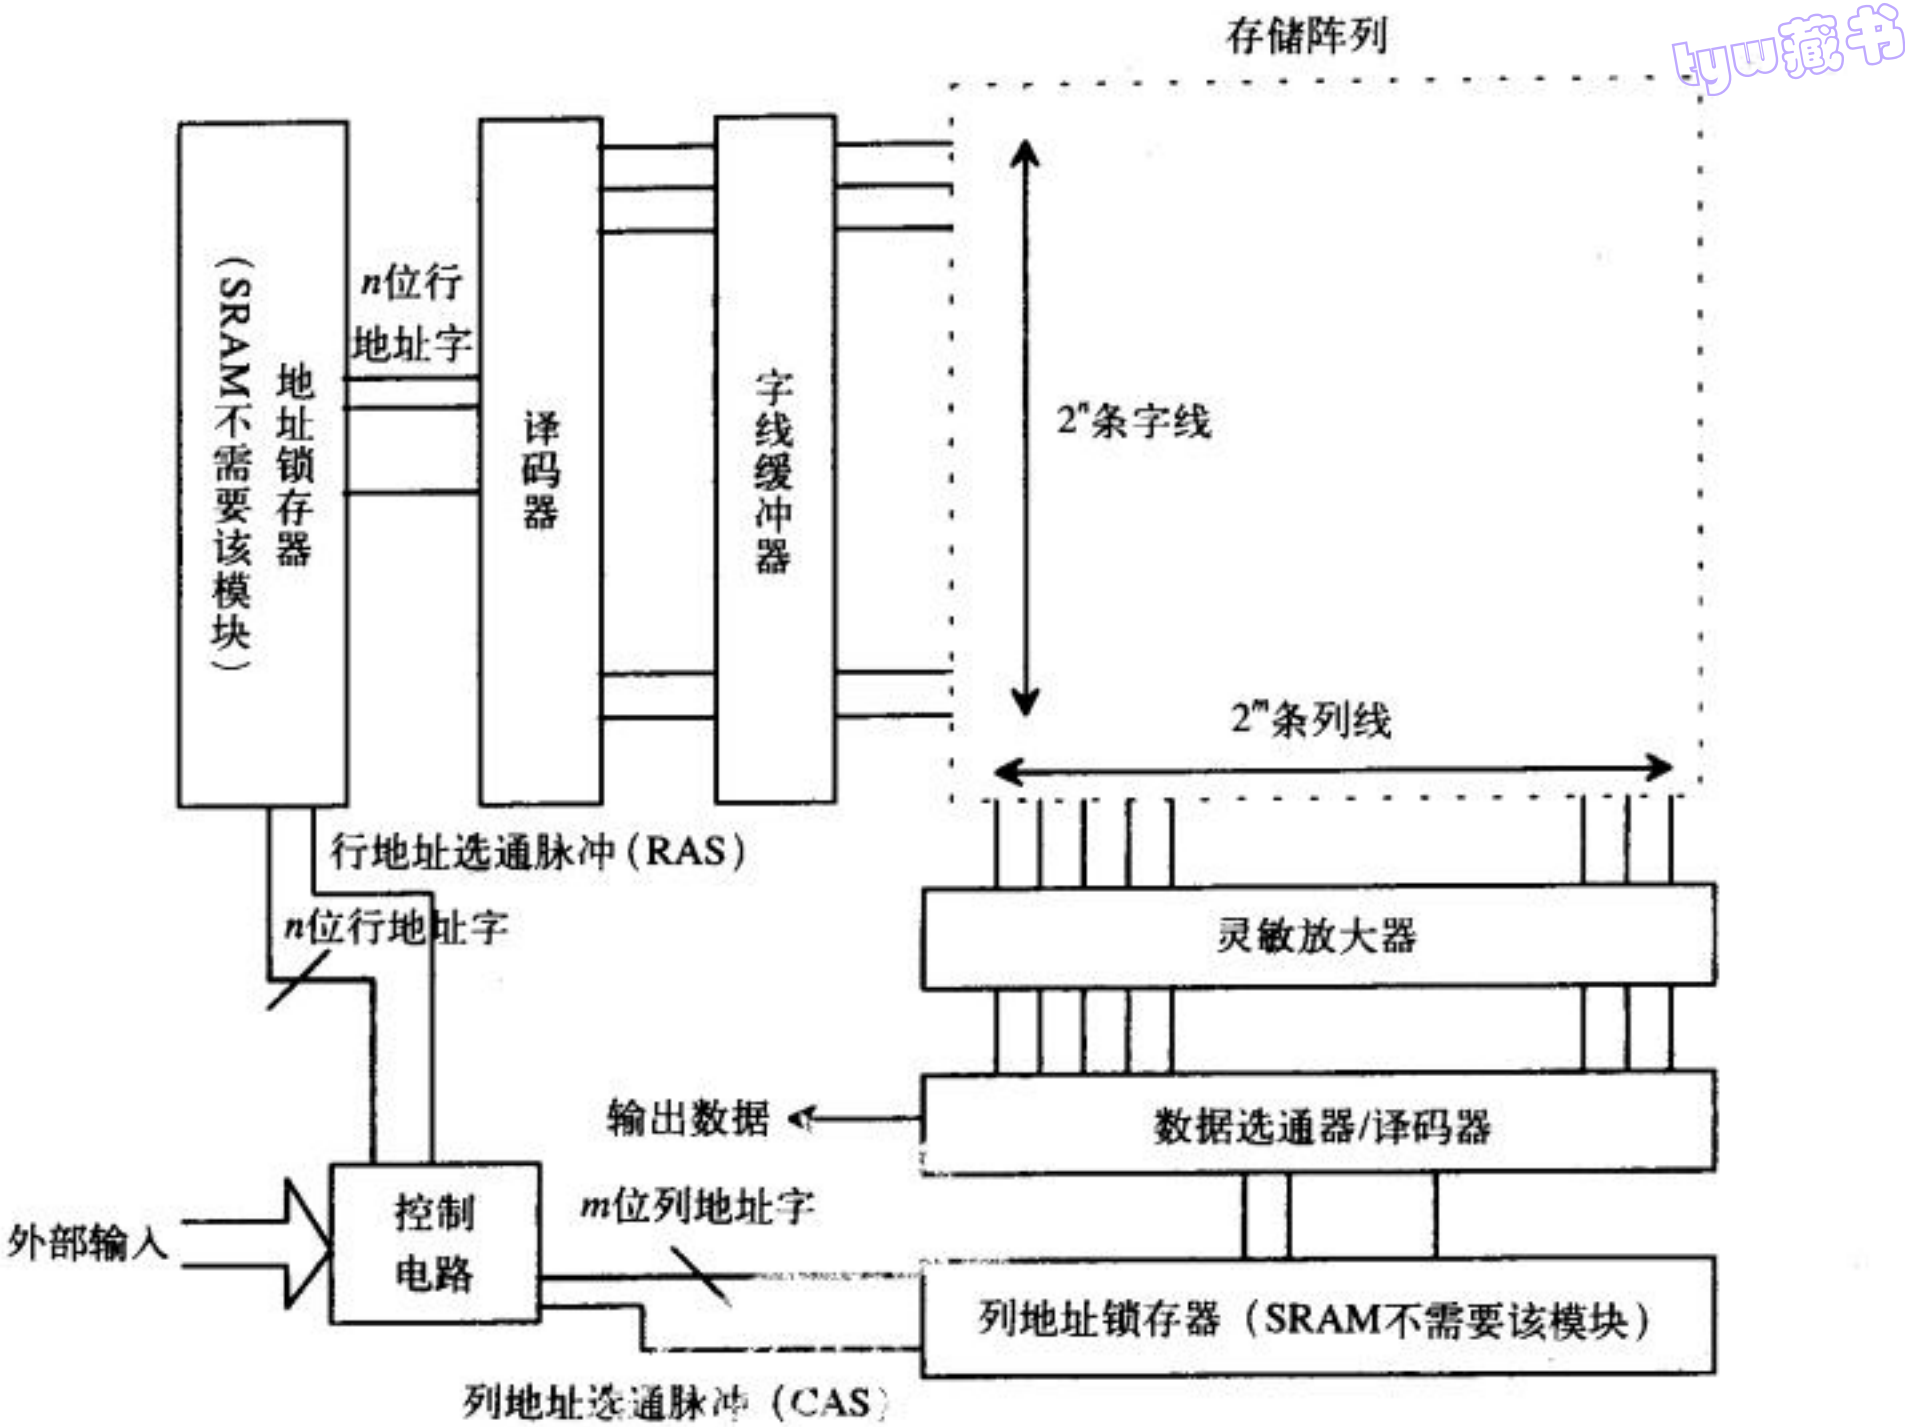 存储阵列
tyw藏书
地址锁存器
(SRAM不需要该模块)
n位行
地址字
译码器
字线缓冲器
2ⁿ条字线
2ᵐ条列线
行地址选通脉冲(RAS)
n位行地址字
灵敏放大器
输出数据
数据选通器/译码器
外部输入
控制
电路
m位列地址字
列地址锁存器(SRAM不需要该模块)
列地址选通脉冲(CAS)